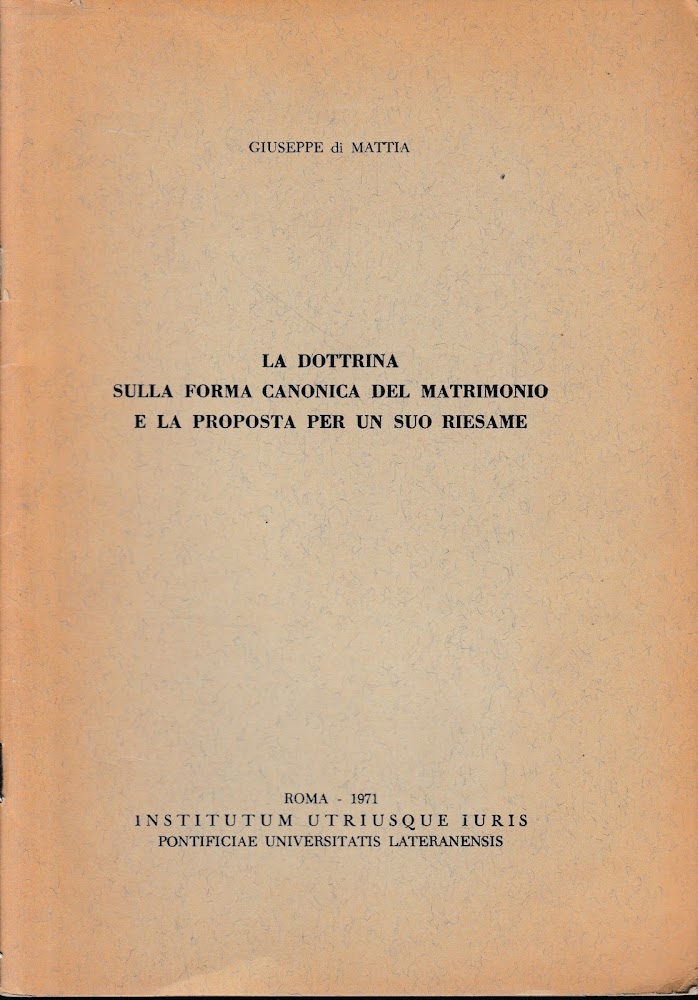 GIUSEPPE di MATTIA
LA DOTTRINA
SULLA FORMA CANONICA DEL MATRIMONIO
E LA PROPOSTA PER UN SUO RIESAME
ROMA - 1971
INSTITUTUM UTRIUSQUE IURIS
PONTIFICIAE UNIVERSITATIS LATERANENSIS